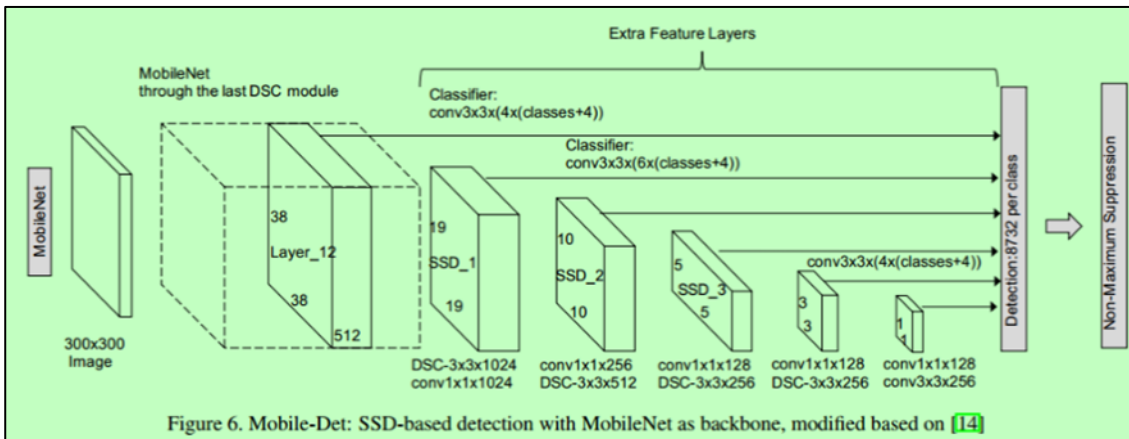 Extra Feature Layers
MobileNet
through the last DSC module
Classifier:
conv3x3x(4x(classes+4))
Classifier:
conv3x3x(6x(classes+4))
MobileNet
38
Layer_12
38
512
19
SSD_1
19
10
SSD_2
10
5
SSD_3
5
conv3x3x(4x(classes+4))
3
3
1
1
Detection:8732 per class
Non-Maximum Suppression
300x300
Image
DSC-3x3x1024
conv1x1x1024
conv1x1x256
DSC-3x3x512
conv1x1x128
DSC-3x3x256
conv1x1x128
DSC-3x3x256
conv1x1x128
conv3x3x256
Figure 6. Mobile-Det: SSD-based detection with MobileNet as backbone, modified based on [14]